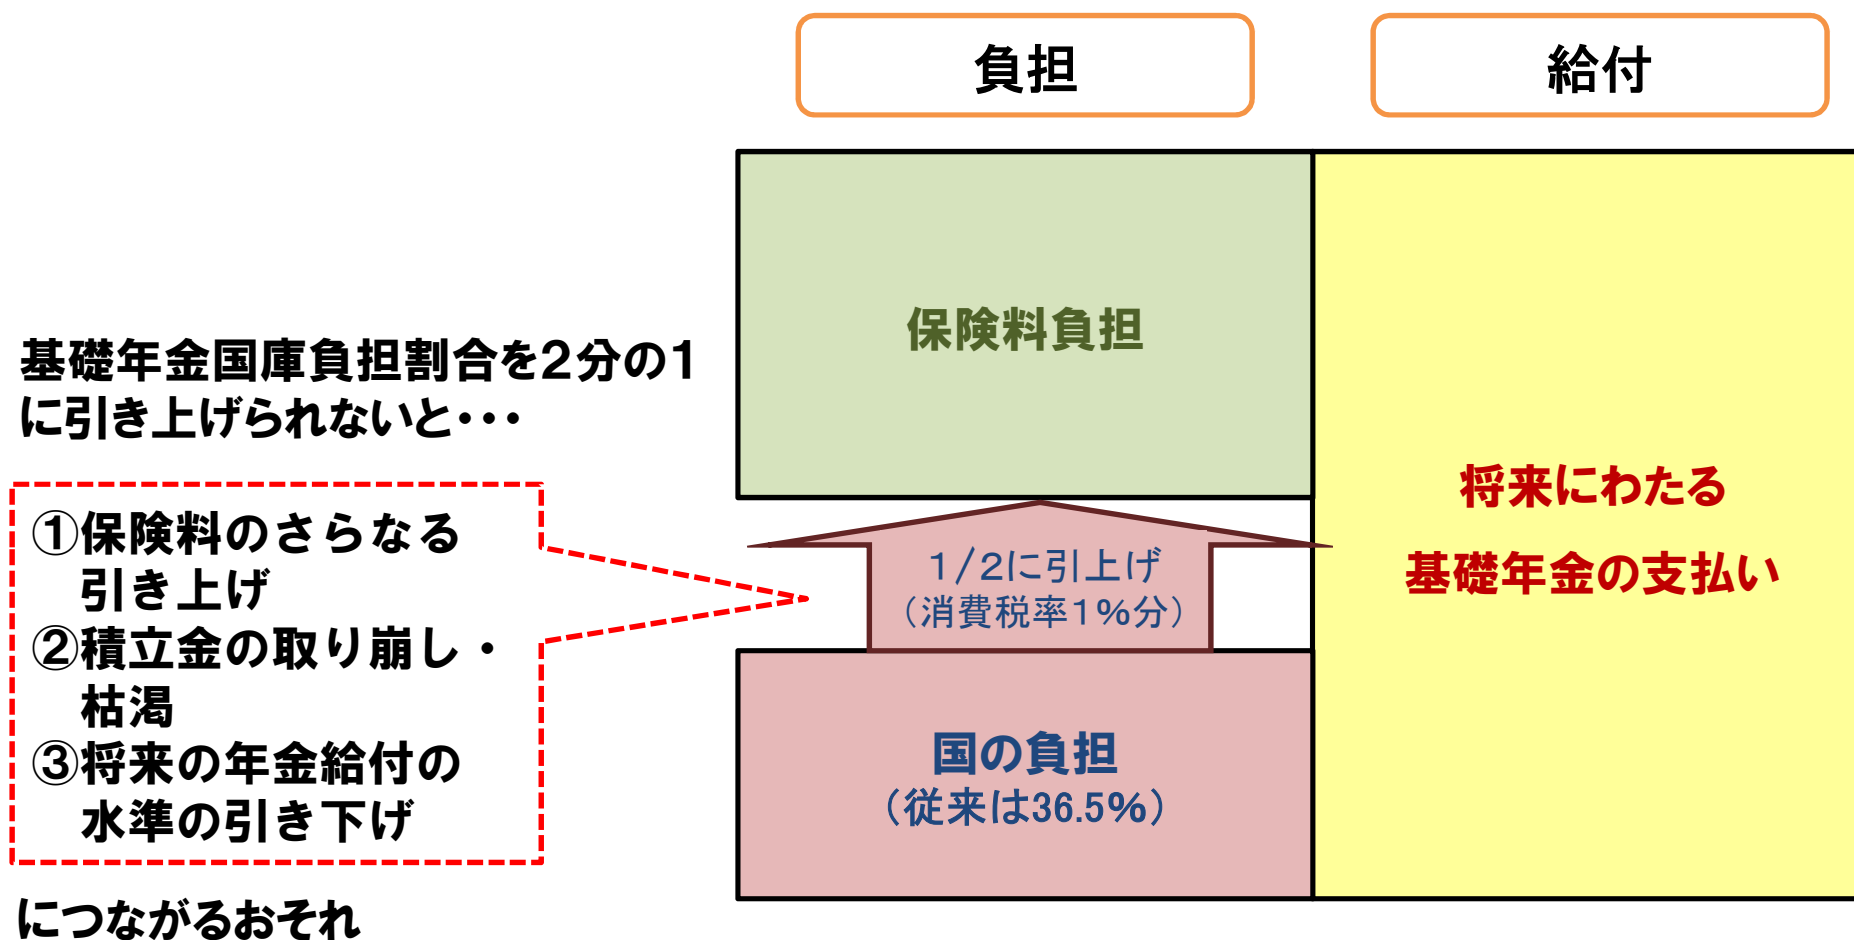 負担
給付
保険料負担
基礎年金国庫負担割合を2分の1
に引き上げられないと・・・
①保険料のさらなる
引き上げ
②積立金の取り崩し・
枯渇
③将来の年金給付の
水準の引き下げ
につながるおそれ
1/2に引上げ
（消費税率1%分）
国の負担
（従来は36.5%）
将来にわたる
基礎年金の支払い